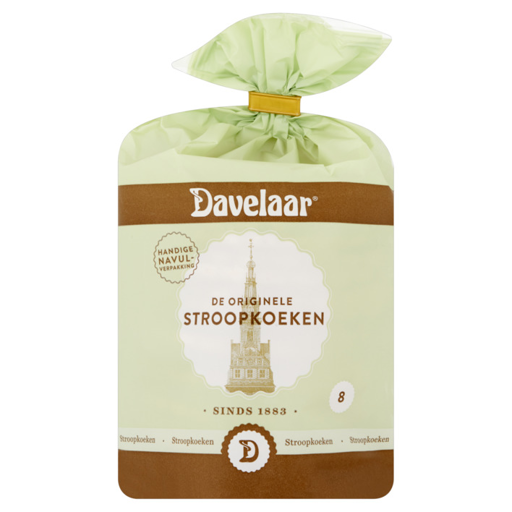 Davelaar®
HANDIGE
NAVUL-
VERPAKKING
DE ORIGINELE
STROOPKOEKEN
8
· SINDS 1883 ·
Stroopkoeken · Stroopkoeken · D · Stroopkoeken · Stroopkoeken